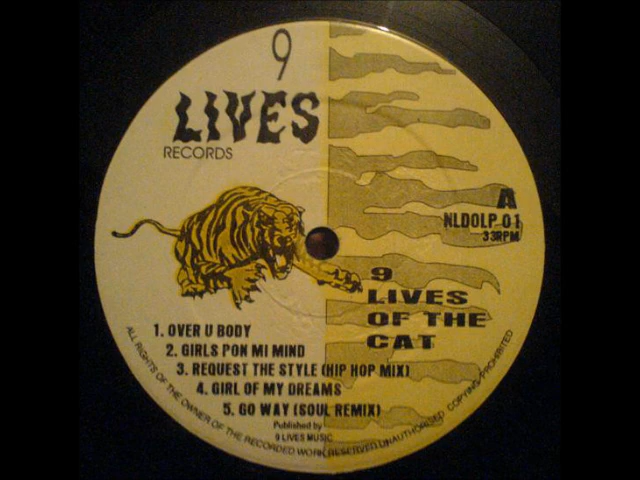 9
LIVES
RECORDS
A
NLDOLP 01
33RPM
9
LIVES
OF THE
CAT
1. OVER U BODY
2. GIRLS PON MI MIND
3. REQUEST THE STYLE (HIP HOP MIX)
4. GIRL OF MY DREAMS
5. GO WAY (SOUL REMIX)
Published by
9 LIVES MUSIC
ALL RIGHTS OF THE OWNER OF THE RECORDED WORK RESERVED UNAUTHORISED COPYING PROHIBITED